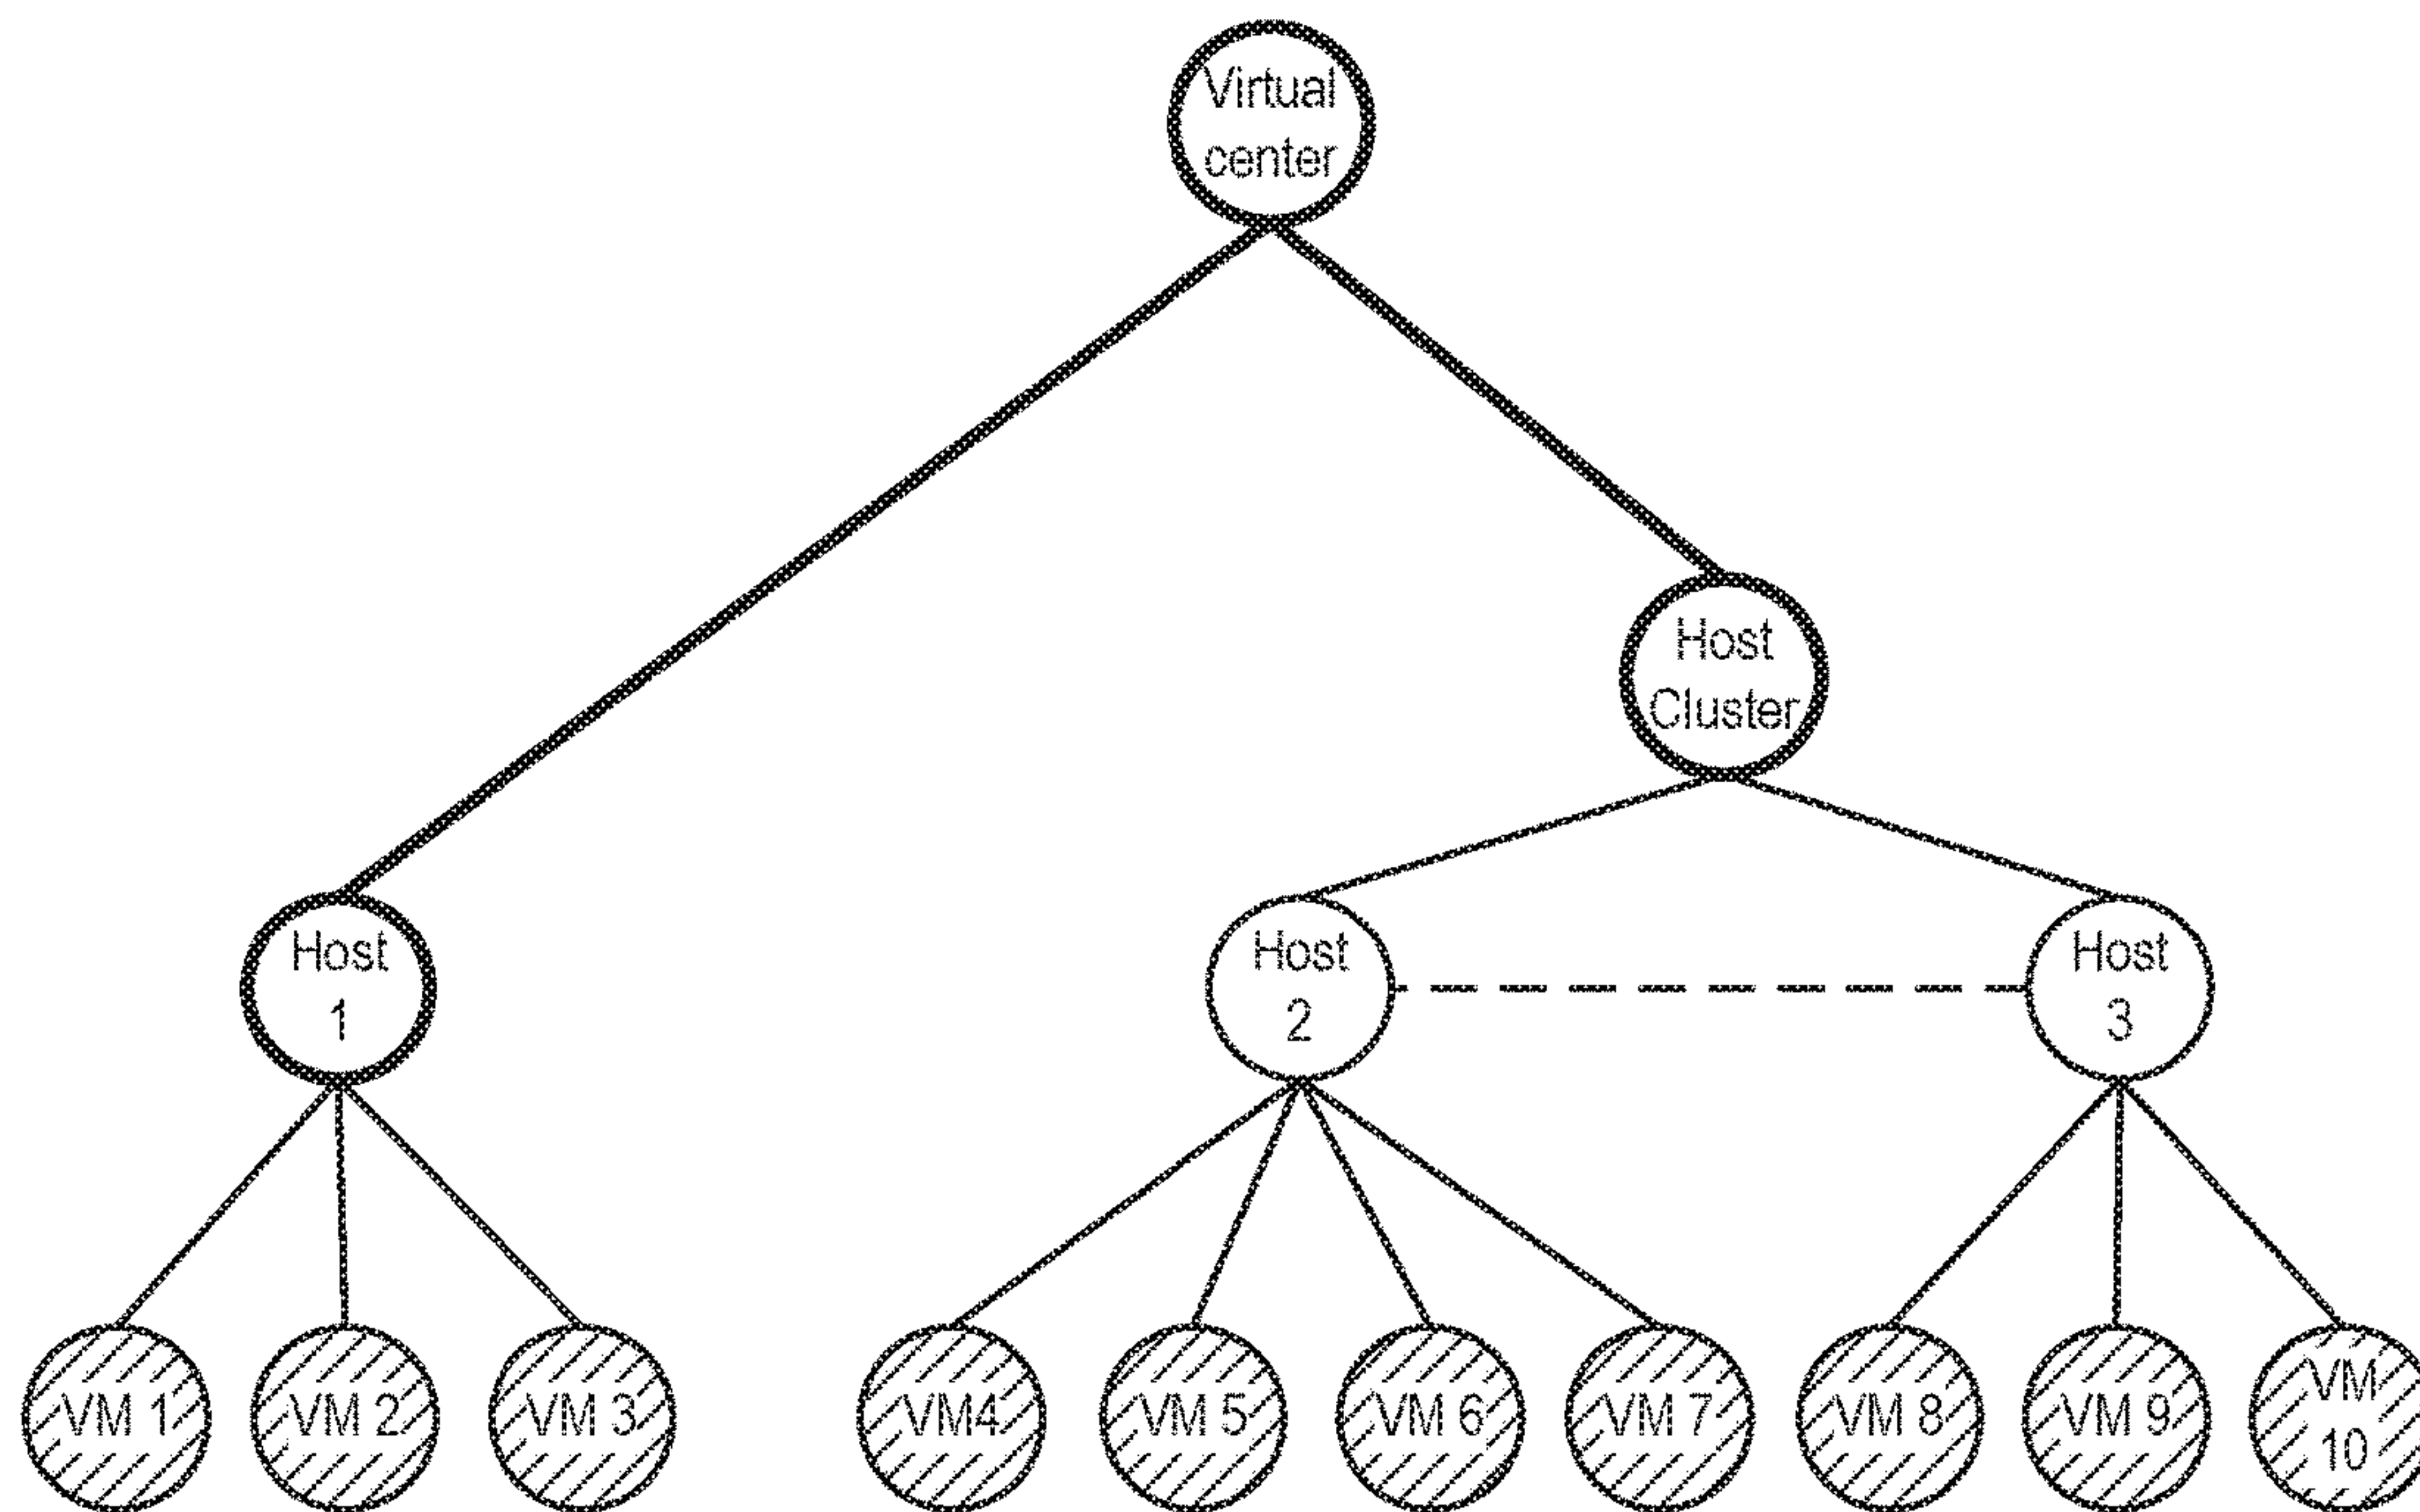 Virtual
center
Host
Cluster
Host
1
Host
2
Host
3
VM 1
VM 2
VM 3
VM4
VM 5
VM 6
VM 7
VM 8
VM 9
VM
10